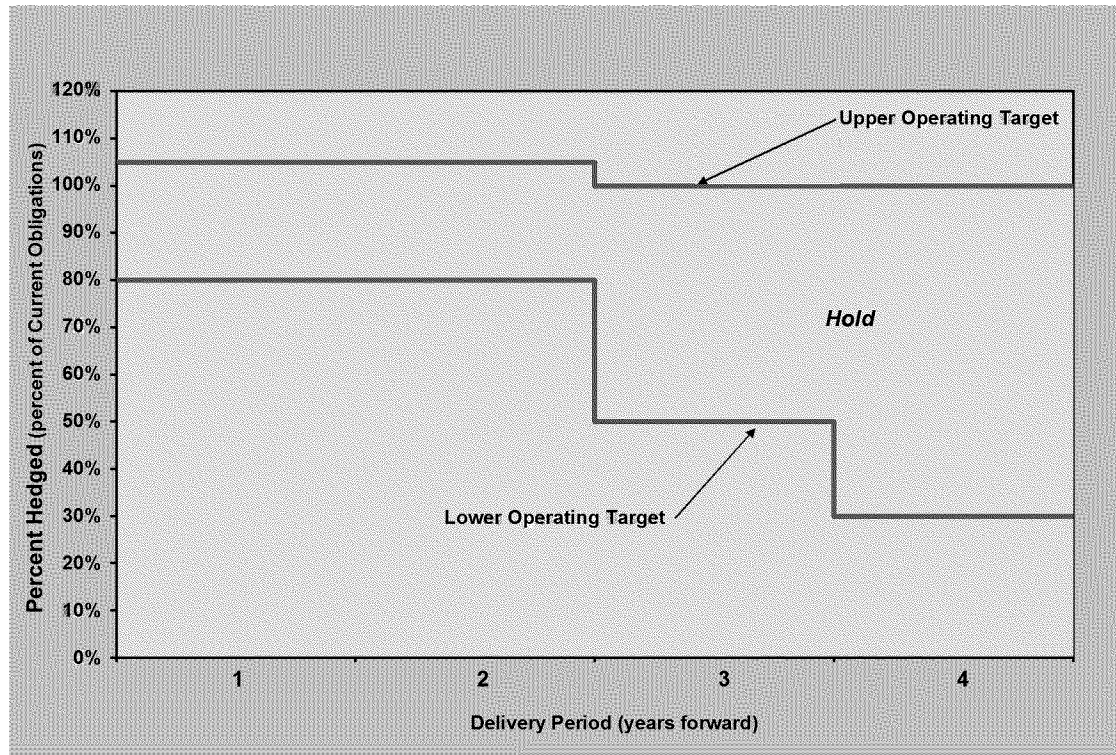 120%
Upper Operating Target
110%
100%
90%
80%
70%
Hold
60%
50%
40%
Lower Operating Target
30%
20%
10%
0%
Percent Hedged (percent of Current Obligations)
1 2 3 4
Delivery Period (years forward)